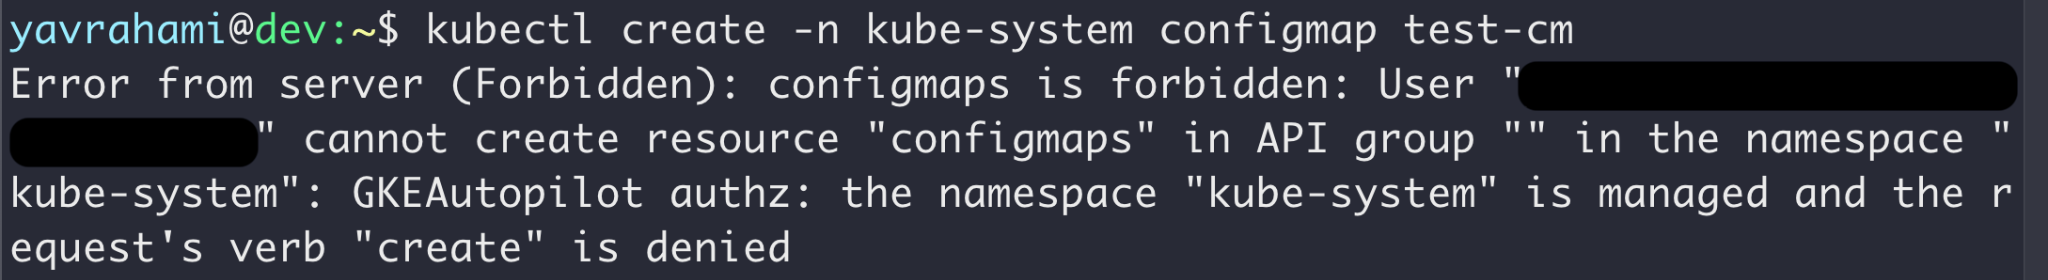 yavrahami@dev:~$ kubectl create -n kube-system configmap test-cm
Error from server (Forbidden): configmaps is forbidden: User "
" cannot create resource "configmaps" in API group "" in the namespace "
kube-system": GKEAutopilot authz: the namespace "kube-system" is managed and the r
equest's verb "create" is denied